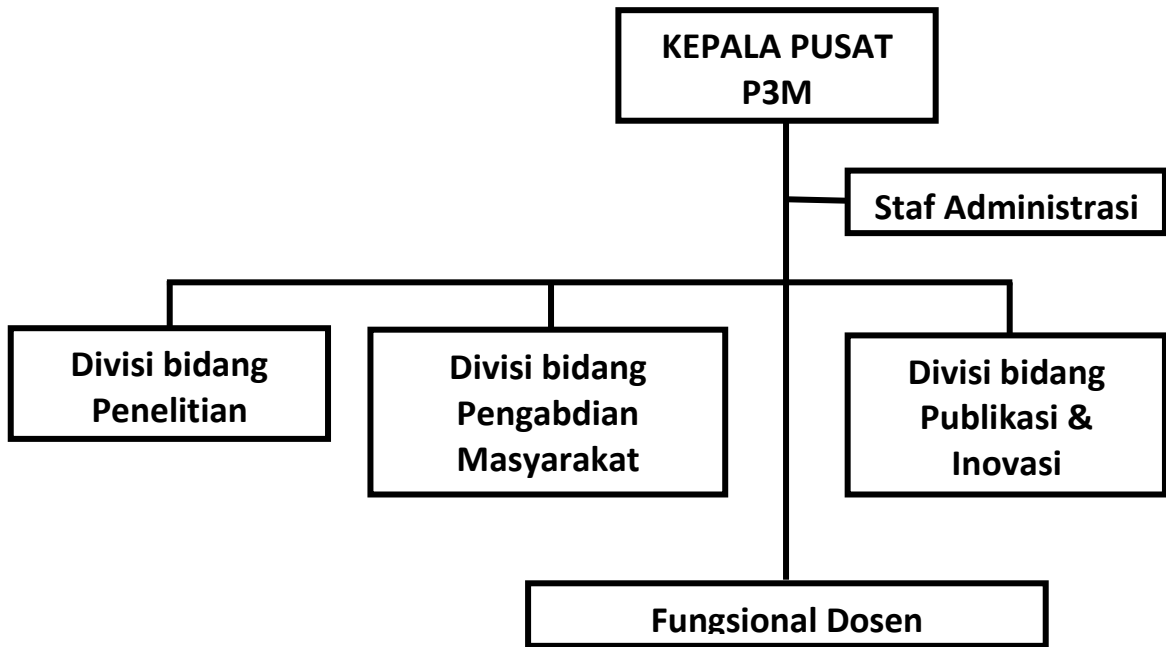 KEPALA PUSAT
P3M
Staf Administrasi
Divisi bidang
Penelitian
Divisi bidang
Pengabdian
Masyarakat
Divisi bidang
Publikasi &
Inovasi
Fungsional Dosen